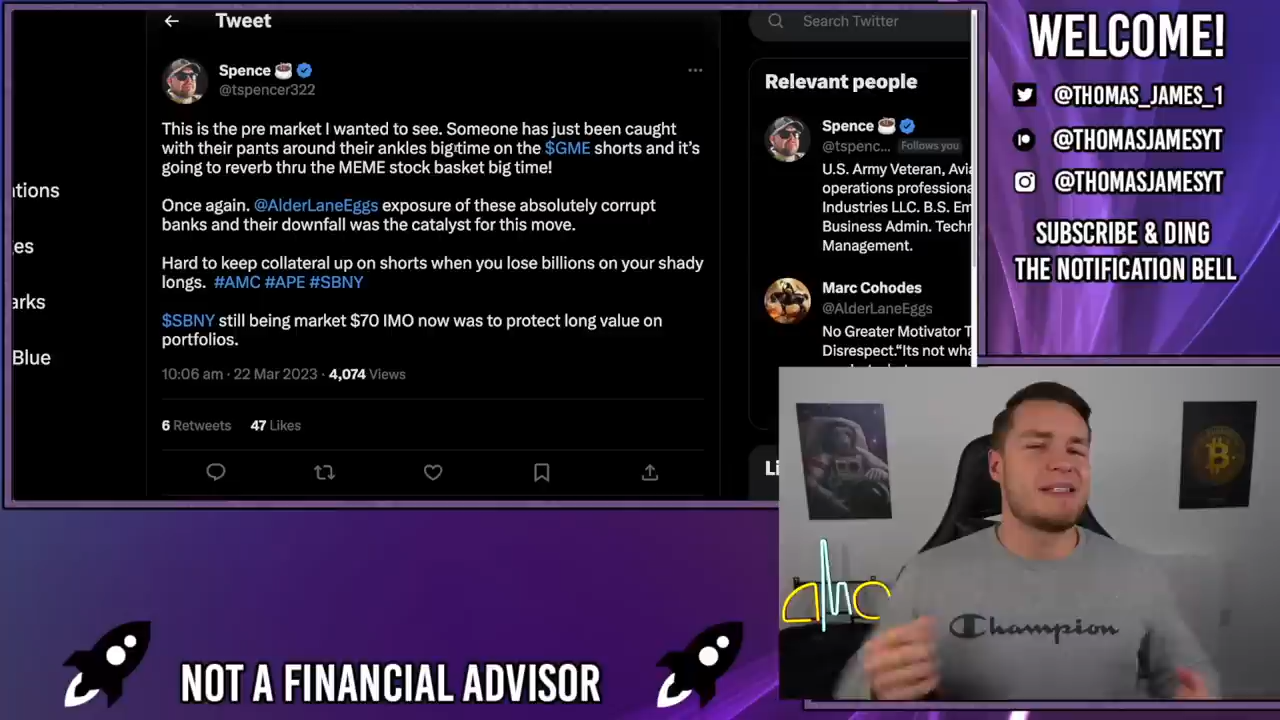 Tweet
Search Twitter
Spence
@tspencer322
This is the pre market I wanted to see. Someone has just been caught
with their pants around their ankles bigtime on the $GME shorts and it's
going to reverb thru the MEME stock basket big time!
Once again. @AlderLaneEggs exposure of these absolutely corrupt
banks and their downfall was the catalyst for this move.
Hard to keep collateral up on shorts when you lose billions on your shady
longs. #AMC #APE #SBNY
$SBNY still being market $70 IMO now was to protect long value on
portfolios.
10:06 am · 22 Mar 2023 · 4,074 Views
6 Retweets 47 Likes
Relevant people
Spence
@tspenc... Follows you
U.S. Army Veteran, Avia
operations professiona
Industries LLC. B.S. Em
Business Admin. Techn
Management.
Marc Cohodes
@AlderLaneEggs
No Greater Motivator T
Disrespect."Its not wha
Li
tions
es
arks
Blue
WELCOME!
@THOMAS_JAMES_1
@THOMASJAMESYT
@THOMASJAMESYT
SUBSCRIBE & DING
THE NOTIFICATION BELL
amc
Champion
NOT A FINANCIAL ADVISOR